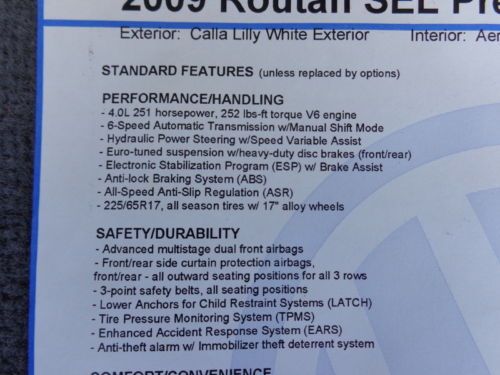 2009 Routan SEL Pre
Exterior: Calla Lilly White Exterior Interior: Aer
STANDARD FEATURES (unless replaced by options)
PERFORMANCE/HANDLING
- 4.0L 251 horsepower, 252 lbs-ft torque V6 engine
- 6-Speed Automatic Transmission w/Manual Shift Mode
- Hydraulic Power Steering w/Speed Variable Assist
- Euro-tuned suspension w/heavy-duty disc brakes (front/rear)
- Electronic Stabilization Program (ESP) w/ Brake Assist
- Anti-lock Braking System (ABS)
- All-Speed Anti-Slip Regulation (ASR)
- 225/65R17, all season tires w/ 17" alloy wheels
SAFETY/DURABILITY
- Advanced multistage dual front airbags
- Front/rear side curtain protection airbags,
front/rear - all outward seating positions for all 3 rows
- 3-point safety belts, all seating positions
- Lower Anchors for Child Restraint Systems (LATCH)
- Tire Pressure Monitoring System (TPMS)
- Enhanced Accident Response System (EARS)
- Anti-theft alarm w/ Immobilizer theft deterrent system
COMFORT/CONVENIENCE